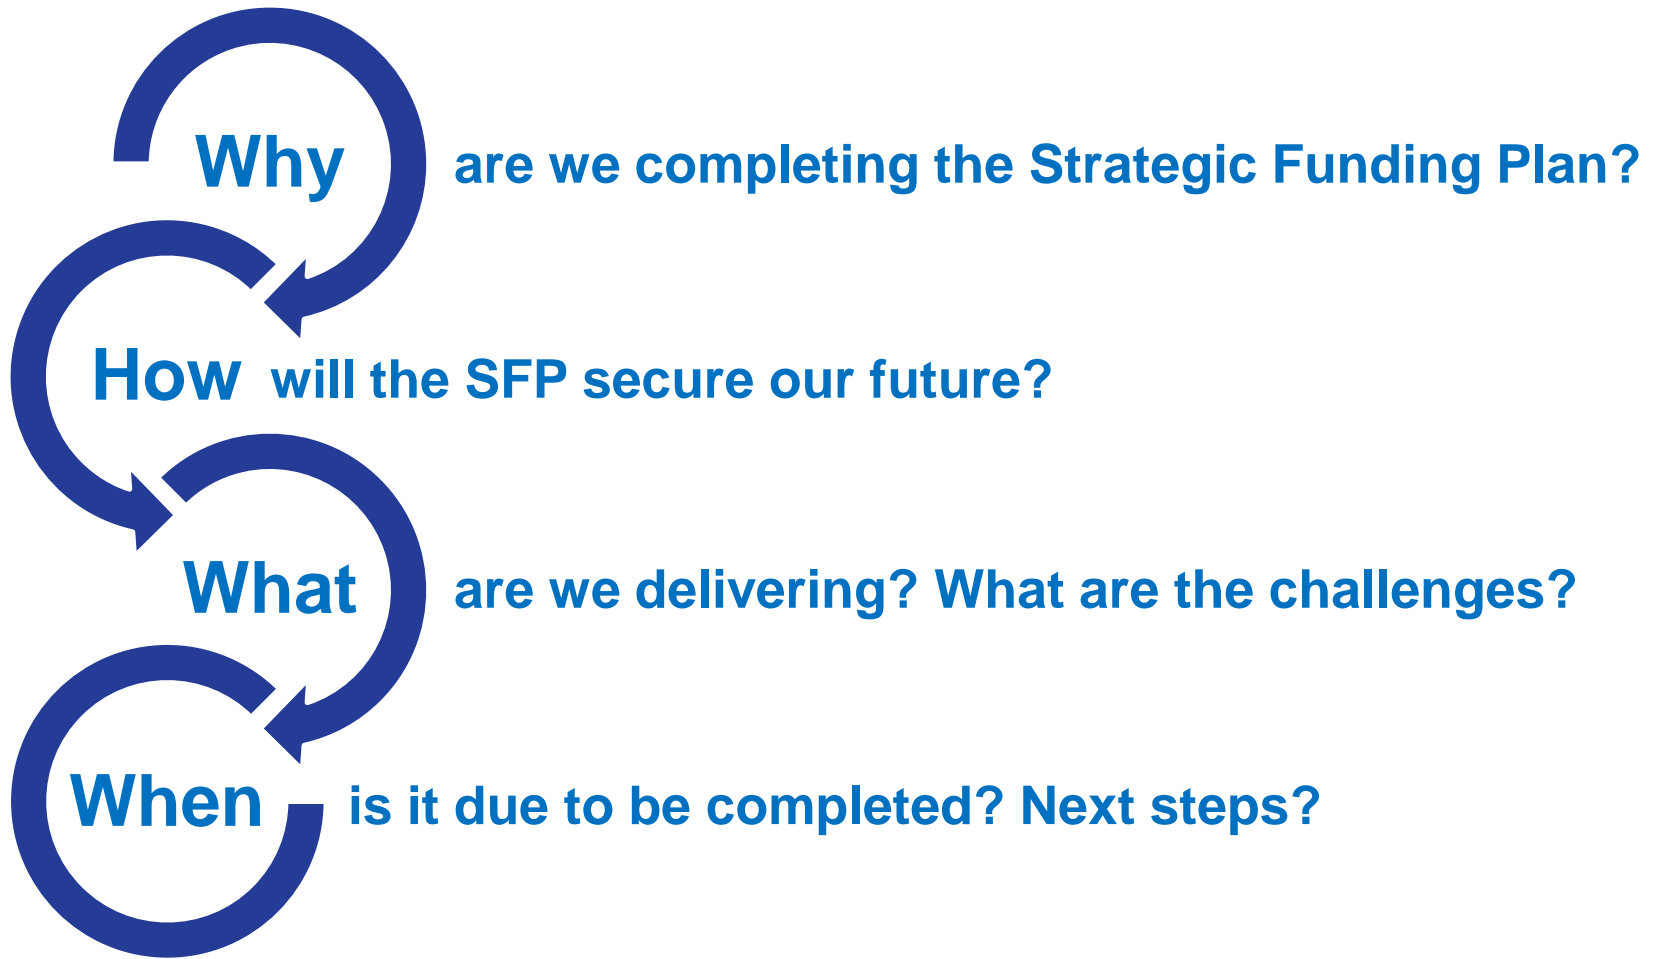 Why are we completing the Strategic Funding Plan?
How will the SFP secure our future?
What are we delivering? What are the challenges?
When is it due to be completed? Next steps?